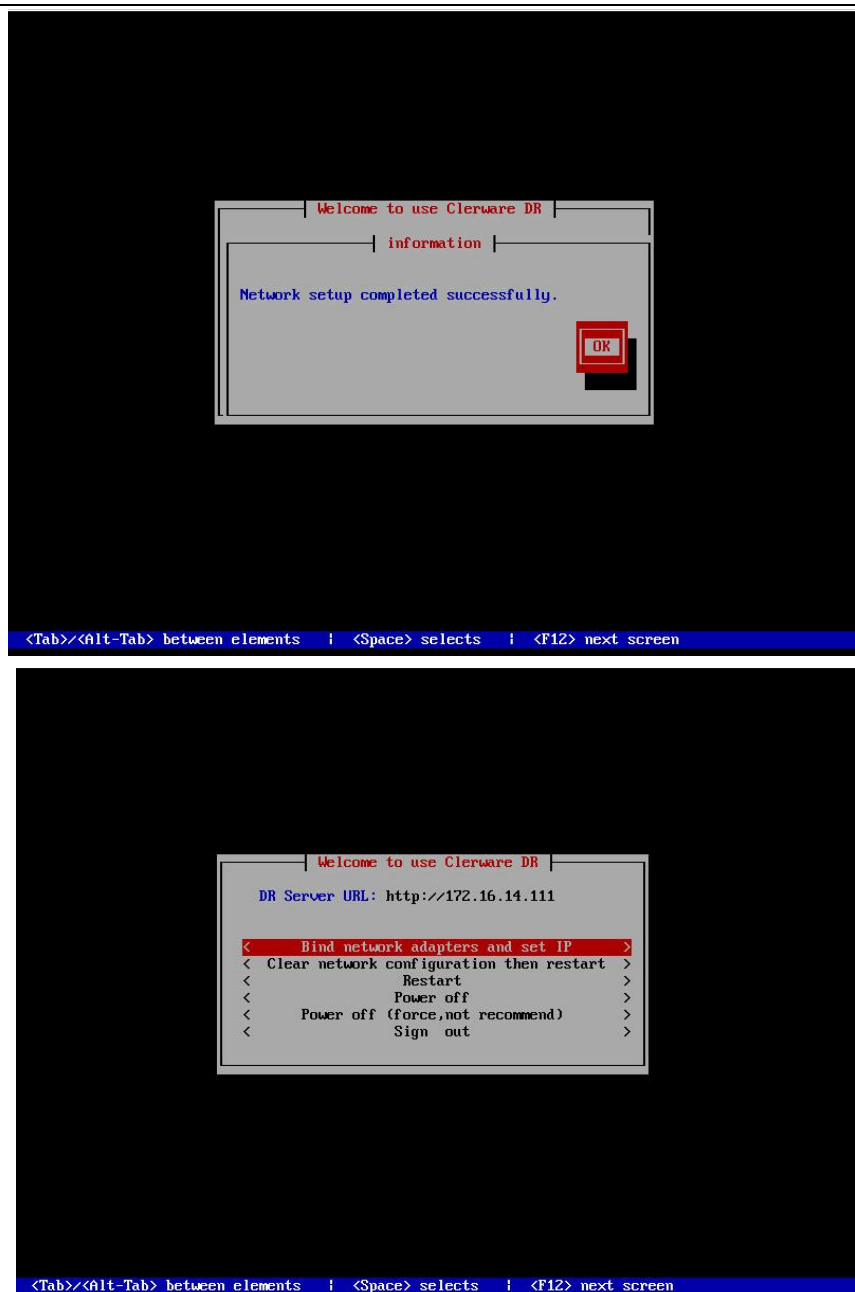 Welcome to use Clerware DR
information
Network setup completed successfully.
OK
<Tab>/<Alt-Tab> between elements | <Space> selects | <F12> next screen
Welcome to use Clerware DR
DR Server URL: http://172.16.14.111
< Bind network adapters and set IP >
< Clear network configuration then restart >
< Restart >
< Power off >
< Power off (force,not recommend) >
< Sign out >
<Tab>/<Alt-Tab> between elements | <Space> selects | <F12> next screen